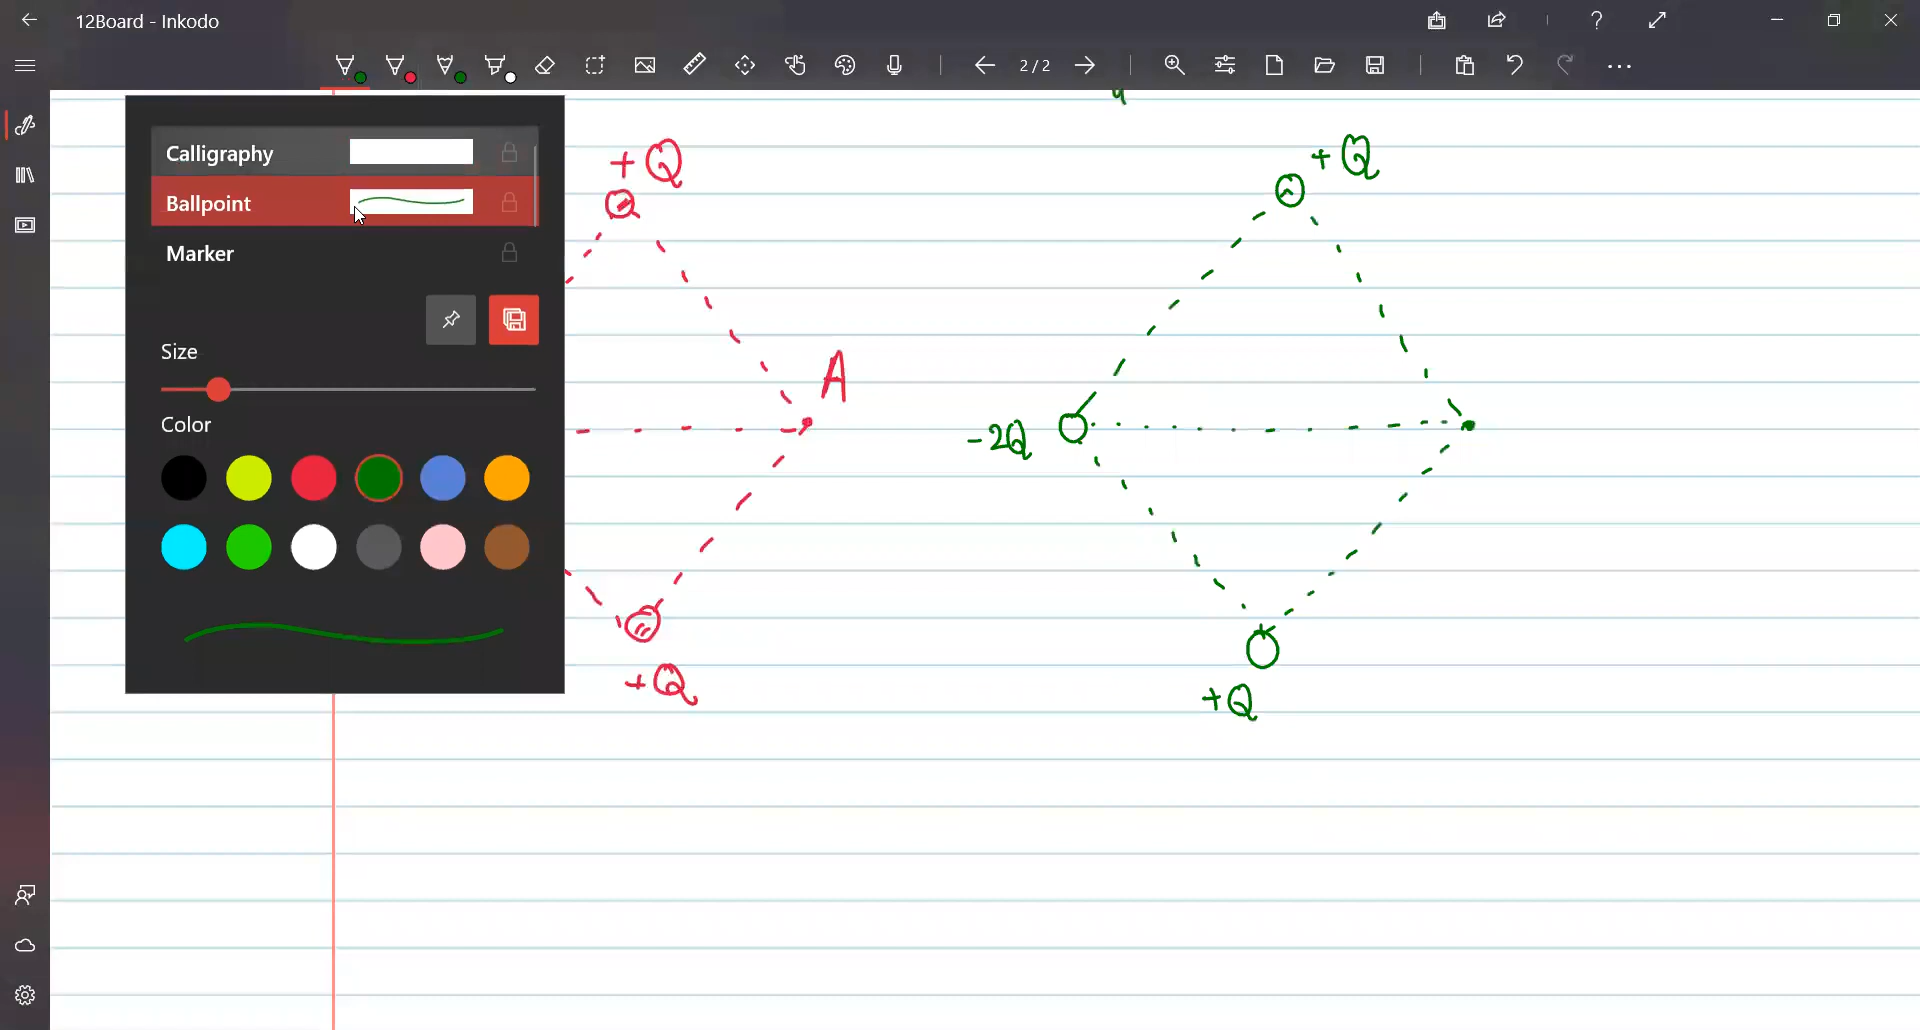 12Board - Inkodo
2 / 2
Calligraphy
Ballpoint
Marker
Size
Color
+ Q
A
+Q
+ Q
-2Q
+Q